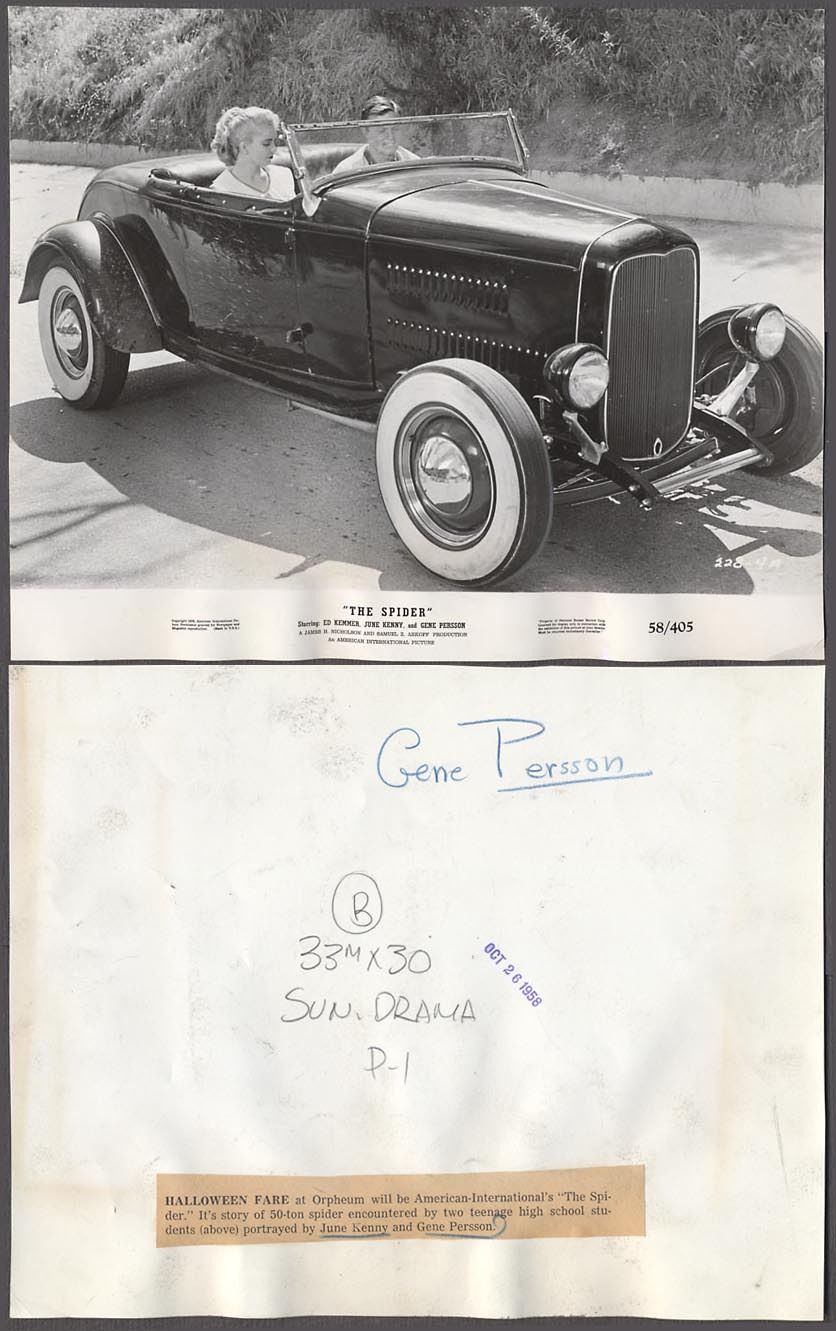 228-4A
"THE SPIDER"
Starring: ED KEMMER, JUNE KENNY, and GENE PERSSON
A JAMES H. NICHOLSON AND SAMUEL Z. ARKOFF PRODUCTION
An AMERICAN INTERNATIONAL PICTURE
58/405
Gene Persson
B
33M X 30
SUN. DRAMA
P-1
OCT 26 1958
HALLOWEEN FARE at Orpheum will be American-International's "The Spi-
der." It's story of 50-ton spider encountered by two teenage high school stu-
dents (above) portrayed by June Kenny and Gene Persson.